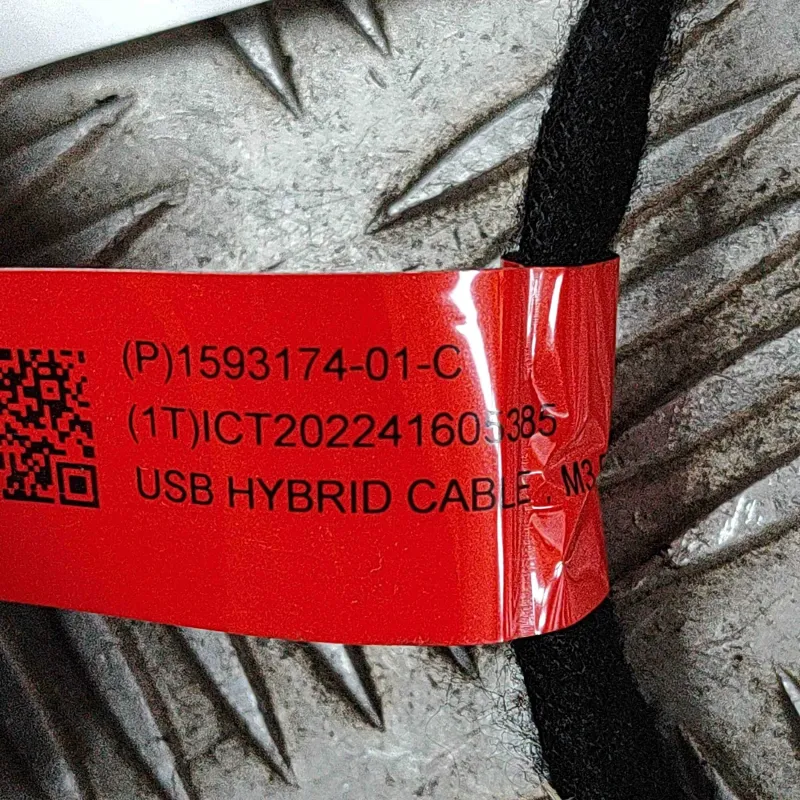 (P)1593174-01-C
(1T)ICT202241605385
USB HYBRID CABLE , M3